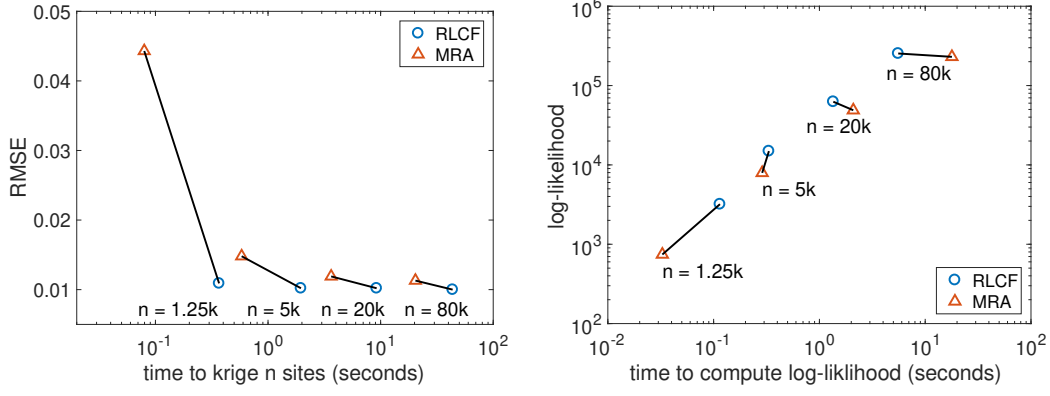 RLCF
MRA
0.05
0.04
0.03
0.02
0.01
RMSE
n = 1.25k
n = 5k
n = 20k
n = 80k
10^-1
10^0
10^1
10^2
time to krige n sites (seconds)
10^6
10^5
10^4
10^3
10^2
log-likelihood
n = 80k
n = 20k
n = 5k
n = 1.25k
RLCF
MRA
10^-2
10^-1
10^0
10^1
10^2
time to compute log-liklihood (seconds)